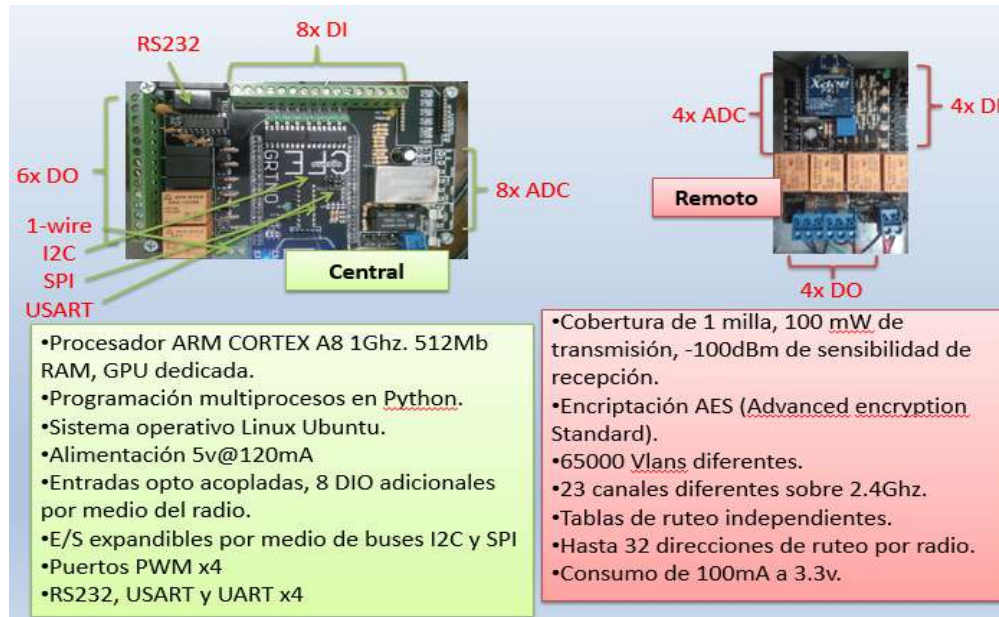 RS232
8x DI
6x DO
8x ADC
1-wire
I2C
SPI
USART
CFE
GRTNO
Central
4x ADC
4x DI
Remoto
4x DO
•Procesador ARM CORTEX A8 1Ghz. 512Mb
RAM, GPU dedicada.
•Programación multiprocesos en Python.
•Sistema operativo Linux Ubuntu.
•Alimentación 5v@120mA
•Entradas opto acopladas, 8 DIO adicionales
por medio del radio.
•E/S expandibles por medio de buses I2C y SPI
•Puertos PWM x4
•RS232, USART y UART x4
•Cobertura de 1 milla, 100 mW de
transmisión, -100dBm de sensibilidad de
recepción.
•Encriptación AES (Advanced encryption
Standard).
•65000 Vlans diferentes.
•23 canales diferentes sobre 2.4Ghz.
•Tablas de ruteo independientes.
•Hasta 32 direcciones de ruteo por radio.
•Consumo de 100mA a 3.3v.